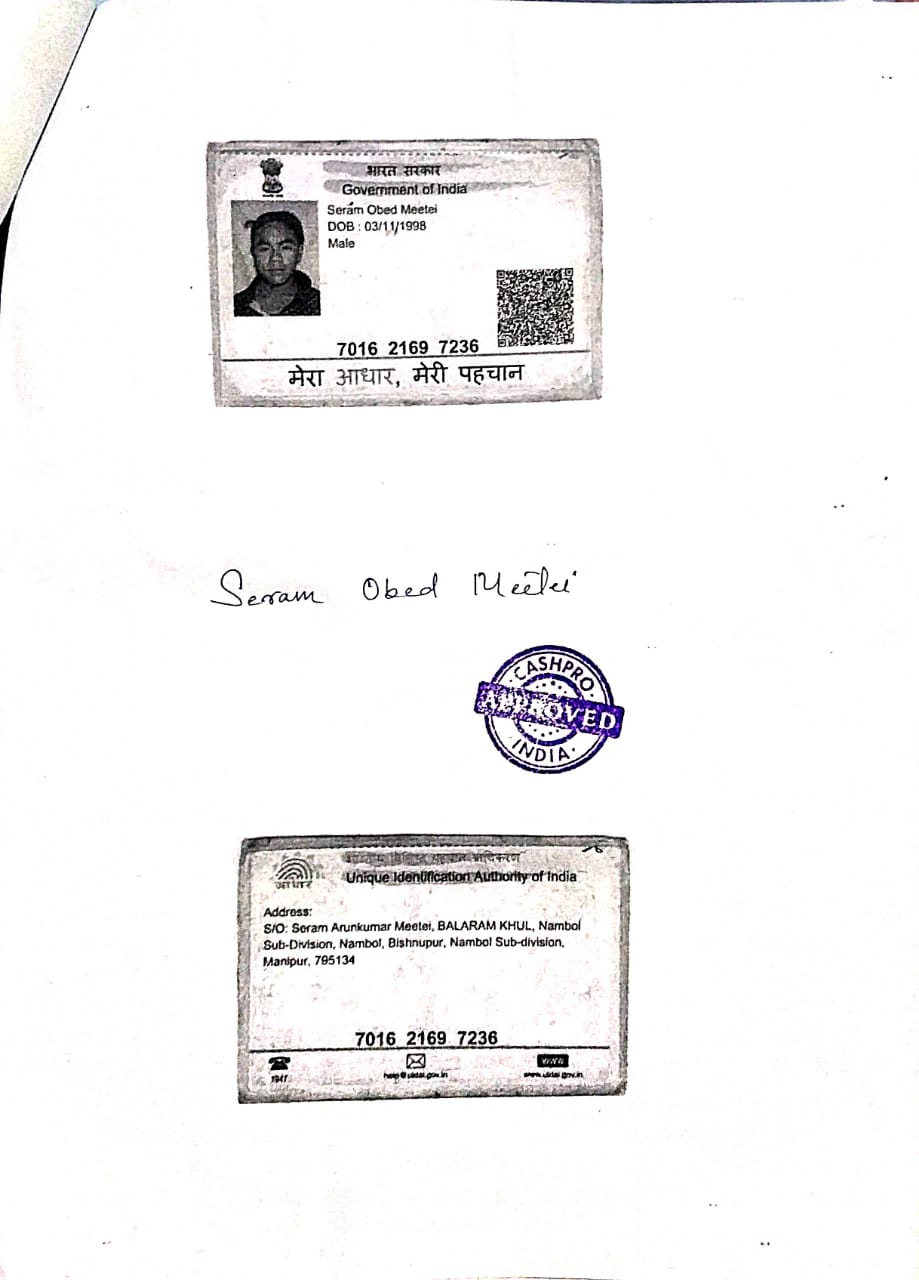 भारत सरकार
Government of India
Seram Obed Meetei
DOB : 03/11/1998
Male
7016 2169 7236
मेरा आधार, मेरी पहचान
Seram Obed Meetei
CASHPRO
APPROVED
INDIA
आधार
Unique Identification Authority of India
Address:
S/O: Seram Arunkumar Meetei, BALARAM KHUL, Nambol
Sub-Division, Nambol, Bishnupur, Nambol Sub-division,
Manipur, 795134
7016 2169 7236
1947
help@uidai.gov.in
www
www.uidai.gov.in